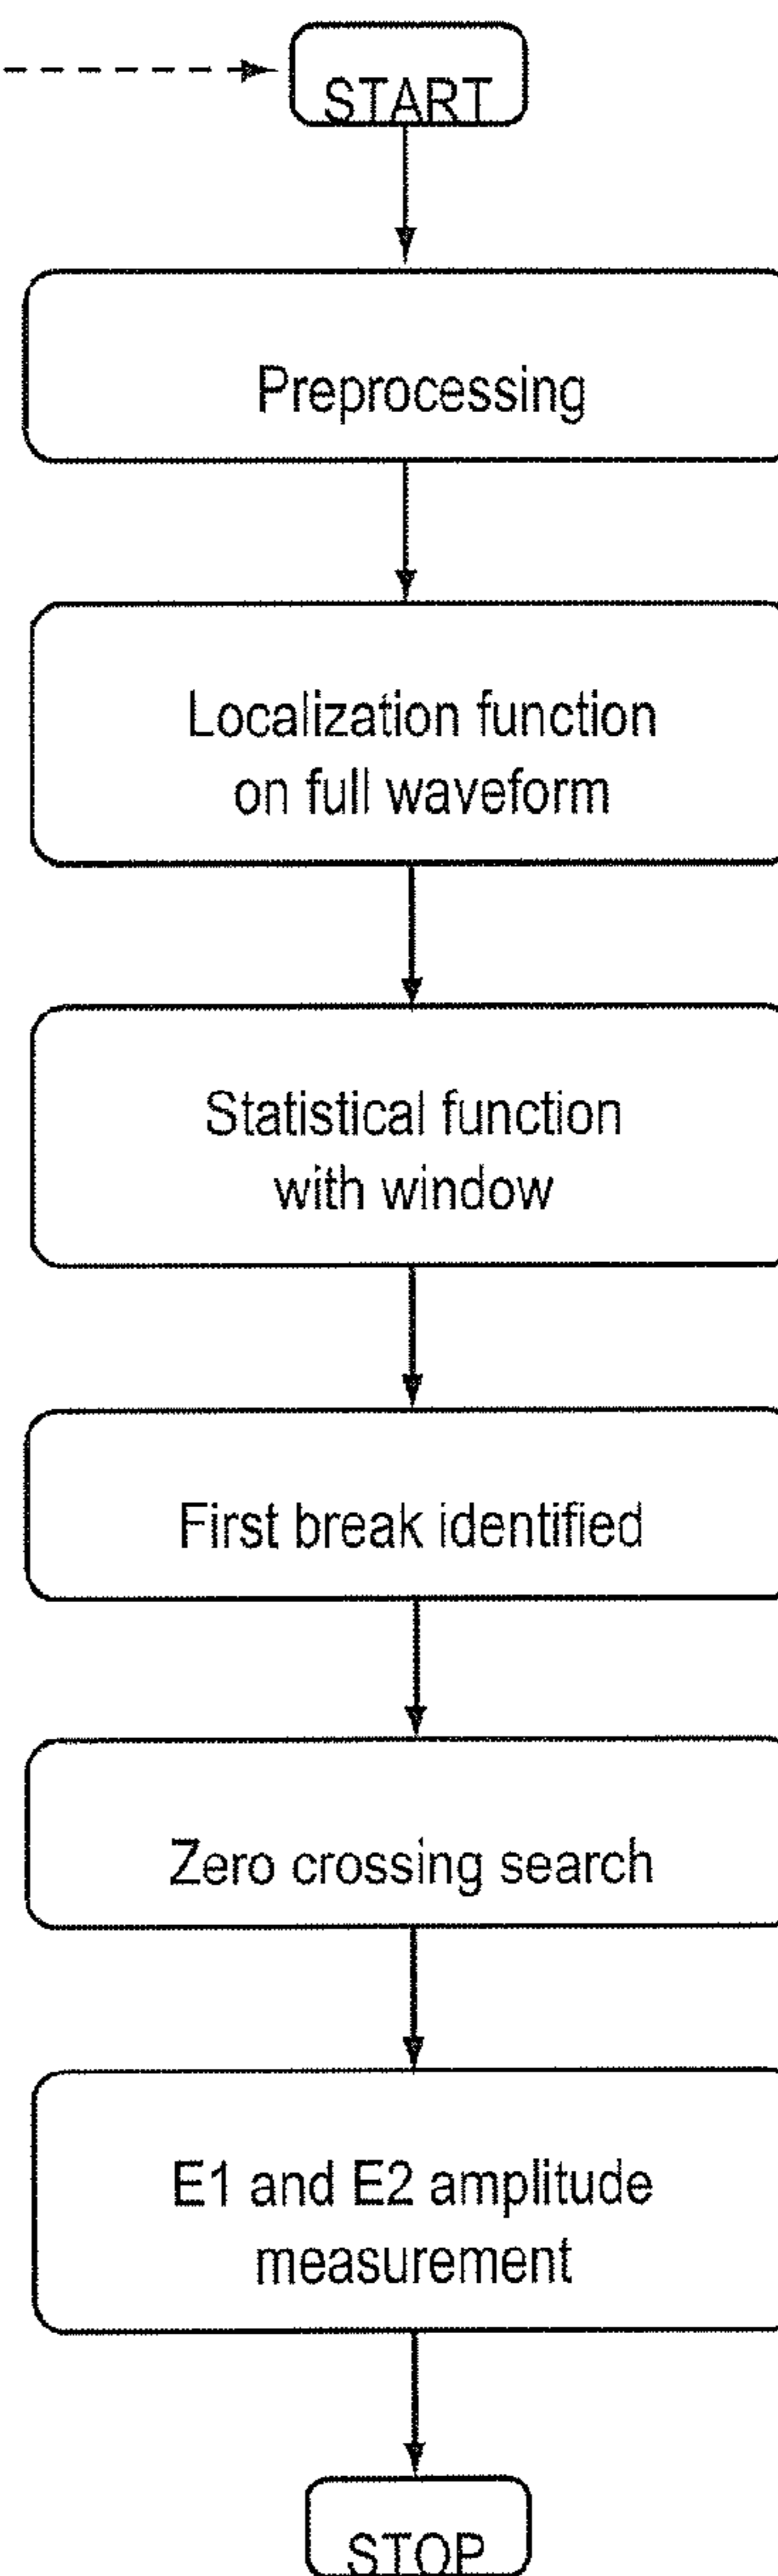 START
Preprocessing
Localization function
on full waveform
Statistical function
with window
First break identified
Zero crossing search
E1 and E2 amplitude
measurement
STOP